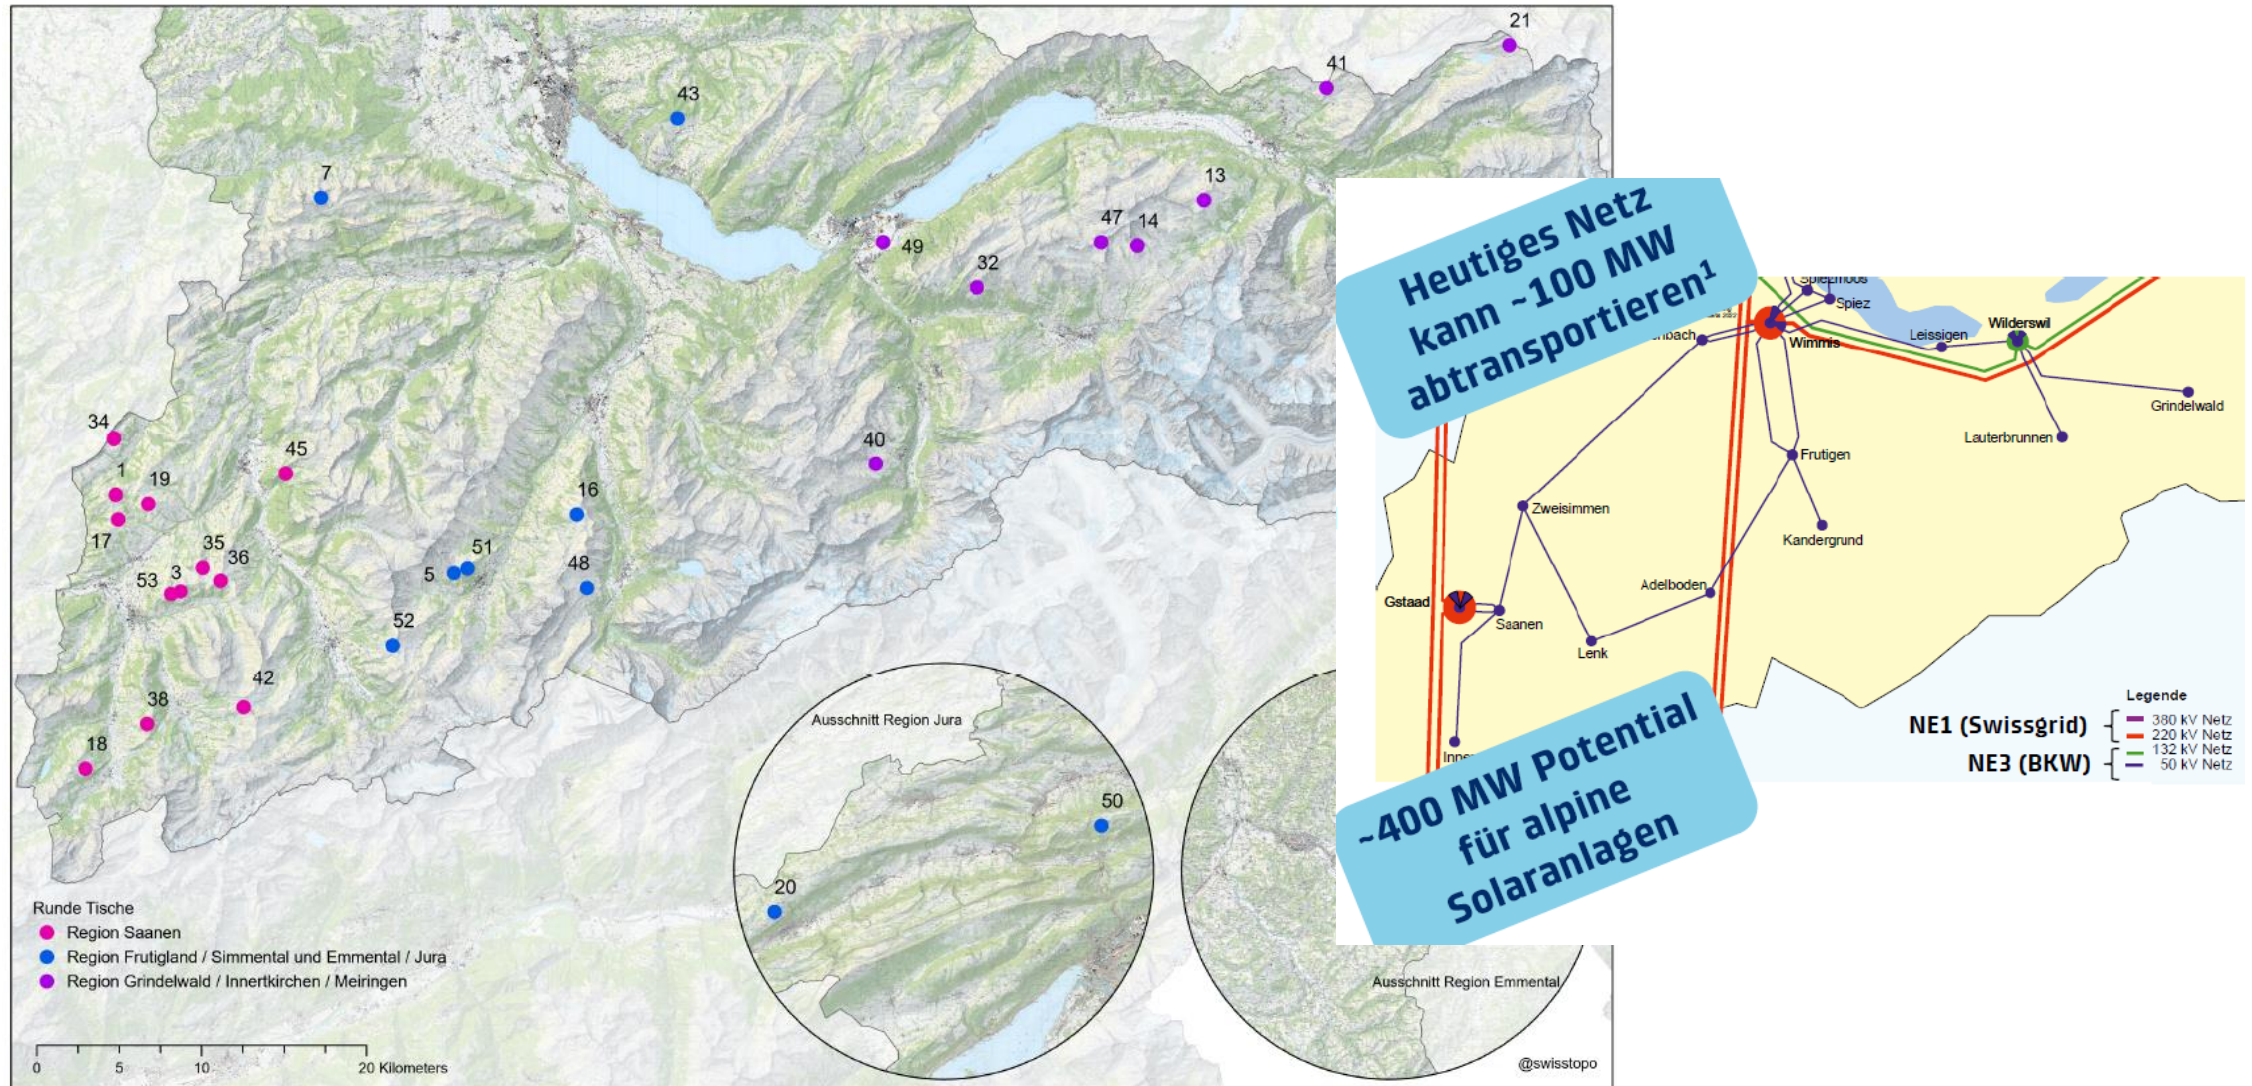 21
41
43
7
13
47
14
49
32
34
45
1
19
40
16
17
35
36
51
53
3
5
48
52
42
38
18
Ausschnitt Region Jura
50
20
Ausschnitt Region Emmental
Runde Tische
Region Saanen
Region Frutigland / Simmental und Emmental / Jura
Region Grindelwald / Innertkirchen / Meiringen
0
5
10
20 Kilometers
@swisstopo
Heutiges Netz
kann ~100 MW
abtransportieren¹
Spiezmoos
Spiez
Wimmis
Leissigen
Wilderswil
Grindelwald
Lauterbrunnen
Frutigen
Zweisimmen
Kandergrund
Adelboden
Gstaad
Saanen
Lenk
~400 MW Potential
für alpine
Solaranlagen
Legende
NE1 (Swissgrid)
380 kV Netz
220 kV Netz
NE3 (BKW)
132 kV Netz
50 kV Netz